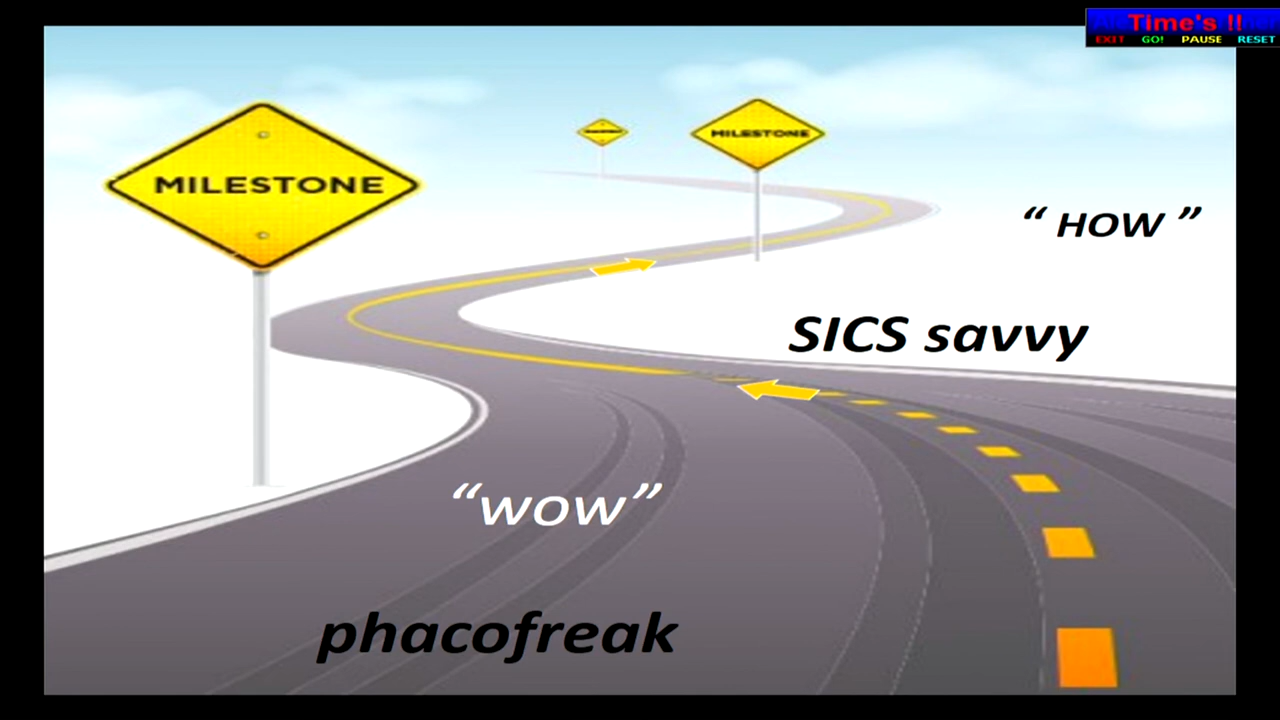 Time's !!
EXIT GO! PAUSE RESET
MILESTONE
MILESTONE
“ HOW ”
SICS savvy
“WOW”
phacofreak